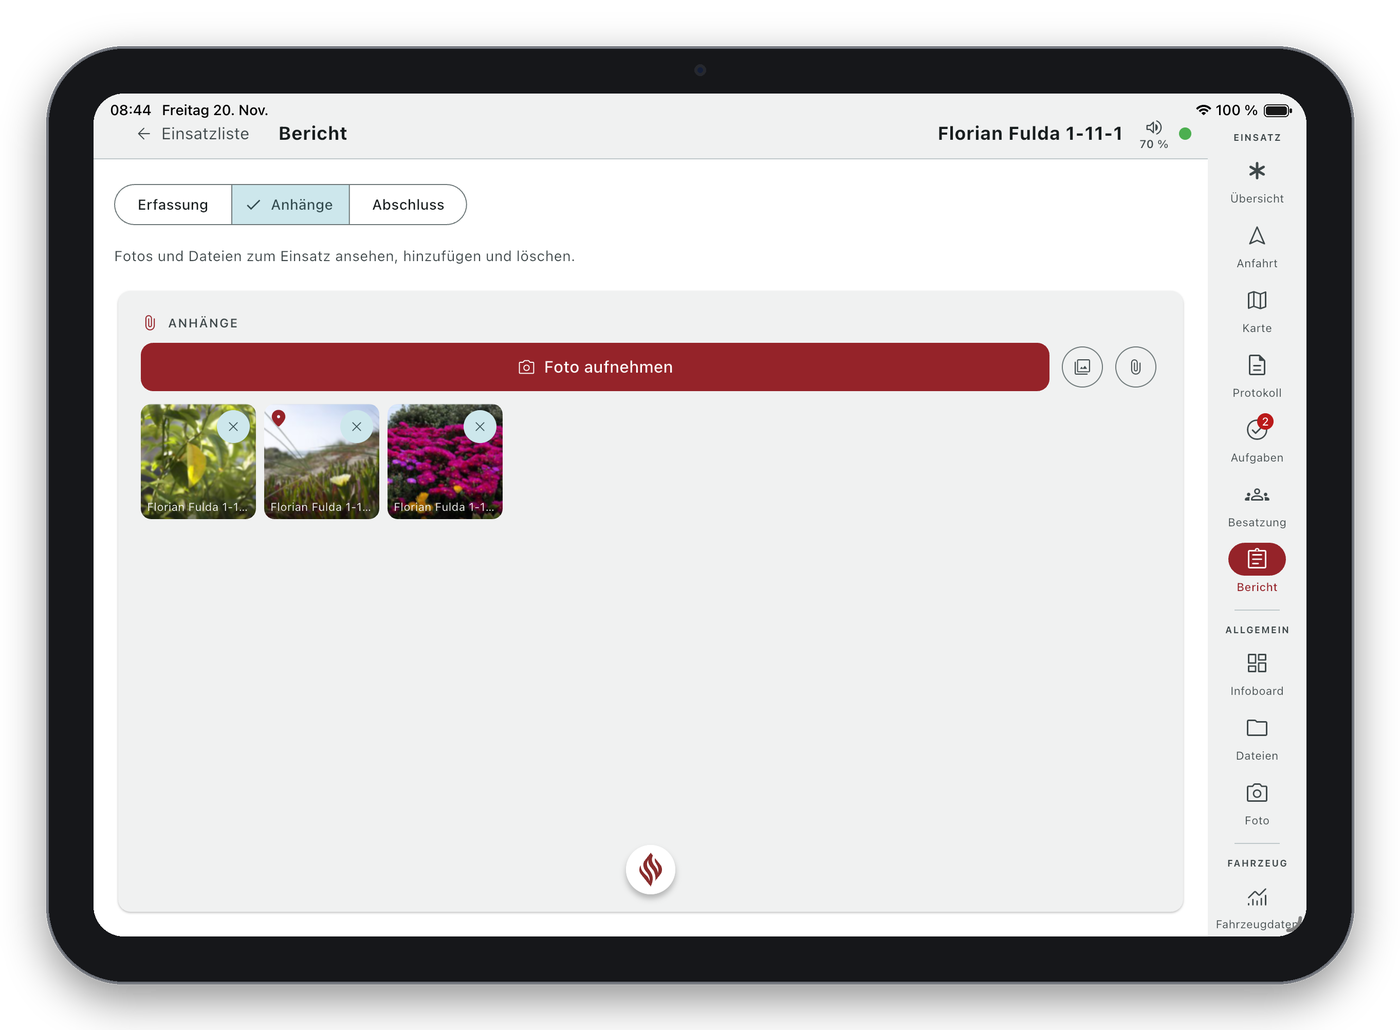 08:44 Freitag 20. Nov.
100 %
Einsatzliste
Bericht
Florian Fulda 1-11-1
70 %
Erfassung
Anhänge
Abschluss
Fotos und Dateien zum Einsatz ansehen, hinzufügen und löschen.
ANHÄNGE
Foto aufnehmen
Florian Fulda 1-1...
Florian Fulda 1-1...
Florian Fulda 1-1...
EINSATZ
Übersicht
Anfahrt
Karte
Protokoll
2
Aufgaben
Besatzung
Bericht
ALLGEMEIN
Infoboard
Dateien
Foto
FAHRZEUG
Fahrzeugdaten